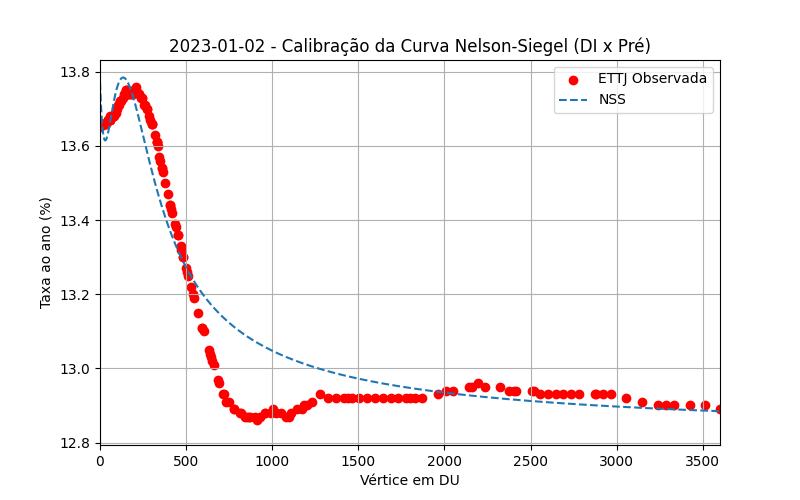 2023-01-02 - Calibração da Curva Nelson-Siegel (DI x Pré)
ETTJ Observada
NSS
Taxa ao ano (%)
13.8
13.6
13.4
13.2
13.0
12.8
0 500 1000 1500 2000 2500 3000 3500
Vértice em DU